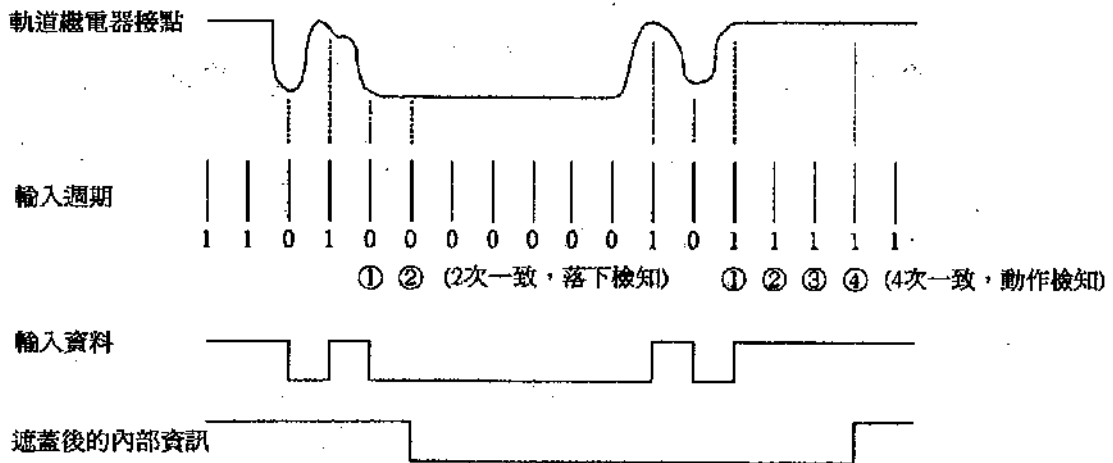 軌道繼電器接點
輸入週期
1 1 0 1 0 0 0 0 0 0 0 1 0 1 1 1 1 1
① ② (2次一致，落下檢知) ① ② ③ ④ (4次一致，動作檢知)
輸入資料
遮蓋後的內部資訊